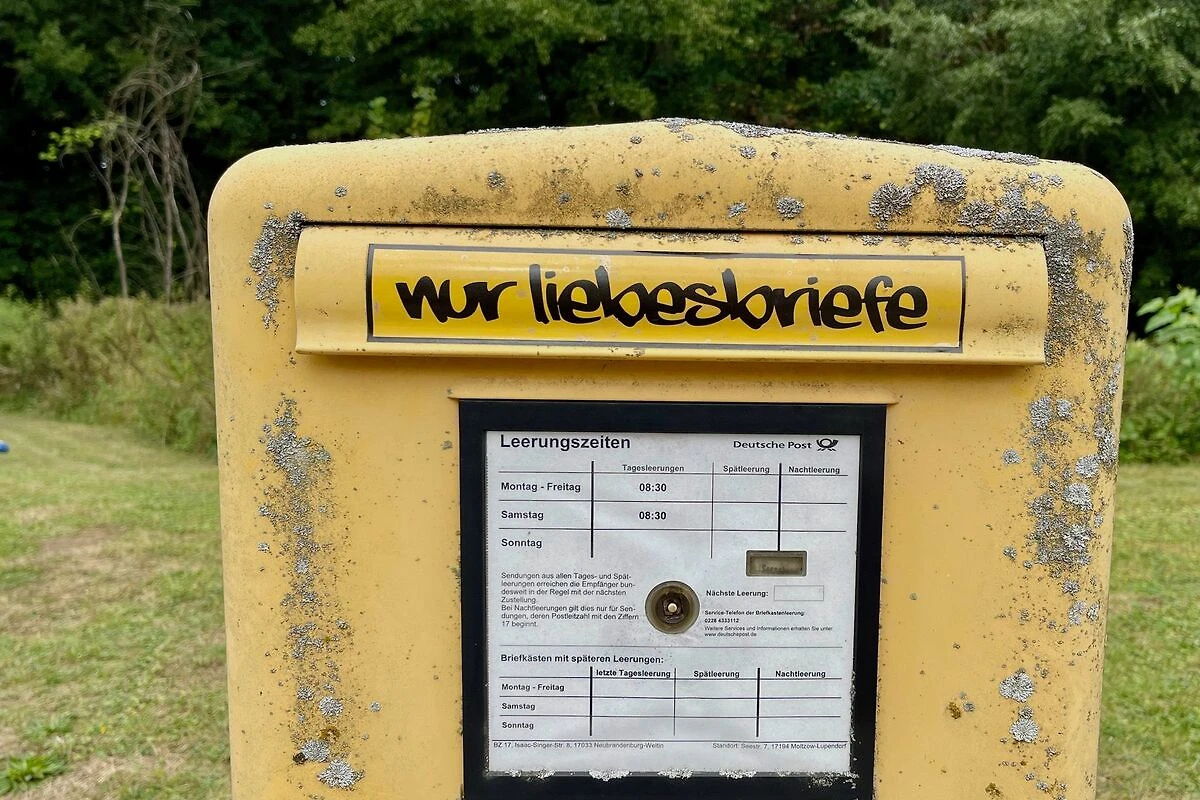 nur liebesbriefe
Leerungszeiten
Deutsche Post
Tagesleerungen Spätleerung Nachtleerung
Montag - Freitag 08:30
Samstag 08:30
Sonntag
Sendungen aus allen Tages- und Spät-
leerungen erreichen die Empfänger bun-
desweit in der Regel mit der nächsten
Zustellung.
Bei Nachtleerungen gilt dies nur für Sen-
dungen, deren Postleitzahl mit den Ziffern
17 beginnt.
Nächste Leerung:
Service-Telefon der Briefkastenleerung:
0228 4333112
Weitere Services und Informationen erhalten Sie unter
www.deutschepost.de
Briefkästen mit späteren Leerungen:
letzte Tagesleerung Spätleerung Nachtleerung
Montag - Freitag
Samstag
Sonntag
BZ 17, Isaac-Singer-Str. 8, 17033 Neubrandenburg-Weitin
Standort: Seestr. 7, 17194 Moltzow-Lupendorf